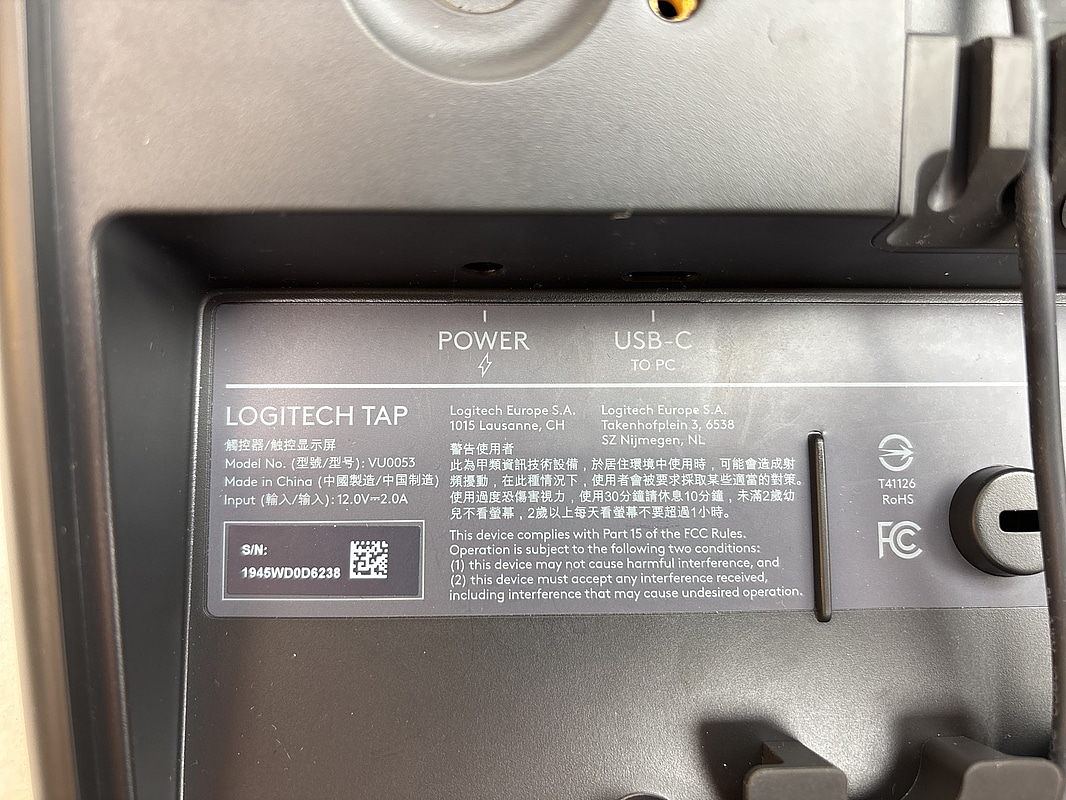 POWER
USB-C
TO PC
LOGITECH TAP
觸控器/触控显示屏
Model No. (型號/型号): VU0053
Made in China (中國製造/中国制造)
Input (輸入/输入): 12.0V⎓2.0A
S/N:
1945WD0D6238
Logitech Europe S.A.
1015 Lausanne, CH
Logitech Europe S.A.
Takenhofplein 3, 6538
SZ Nijmegen, NL
警告使用者
此為甲類資訊技術設備，於居住環境中使用時，可能會造成射
頻擾動，在此種情況下，使用者會被要求採取某些適當的對策。
使用過度恐傷害視力，使用30分鐘請休息10分鐘，未滿2歲幼
兒不看螢幕，2歲以上每天看螢幕不要超過1小時。
This device complies with Part 15 of the FCC Rules.
Operation is subject to the following two conditions:
(1) this device may not cause harmful interference, and
(2) this device must accept any interference received,
including interference that may cause undesired operation.
T41126
RoHS
FC